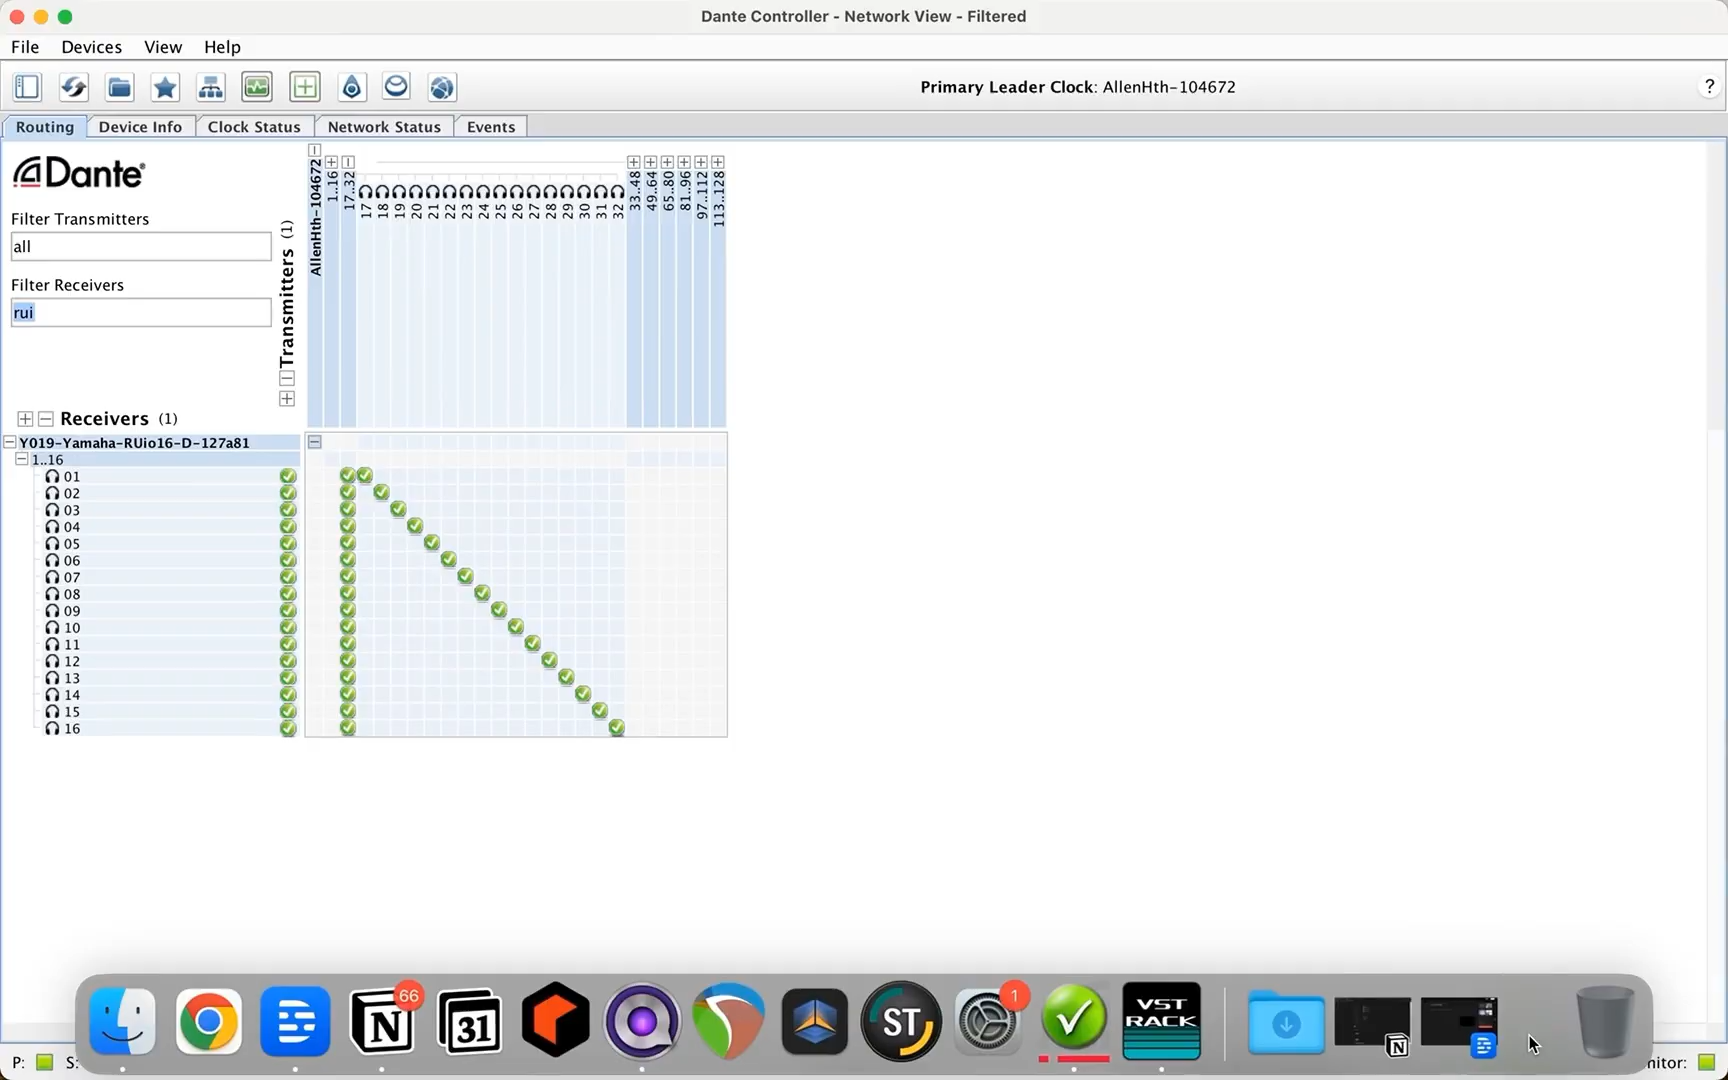 Dante Controller - Network View - Filtered
File Devices View Help
Primary Leader Clock: AllenHth-104672
?
Routing Device Info Clock Status Network Status Events
Dante®
Filter Transmitters
all
Filter Receivers
rui
Transmitters (1)
AllenHth-104672
1..16
17..32
17
18
19
20
21
22
23
24
25
26
27
28
29
30
31
32
33..48
49..64
65..80
81..96
97..112
113..128
Receivers (1)
Y019-Yamaha-RUio16-D-127a81
1..16
01
02
03
04
05
06
07
08
09
10
11
12
13
14
15
16
66
31
ST
1
VST
RACK
N
P:
S:
nitor: